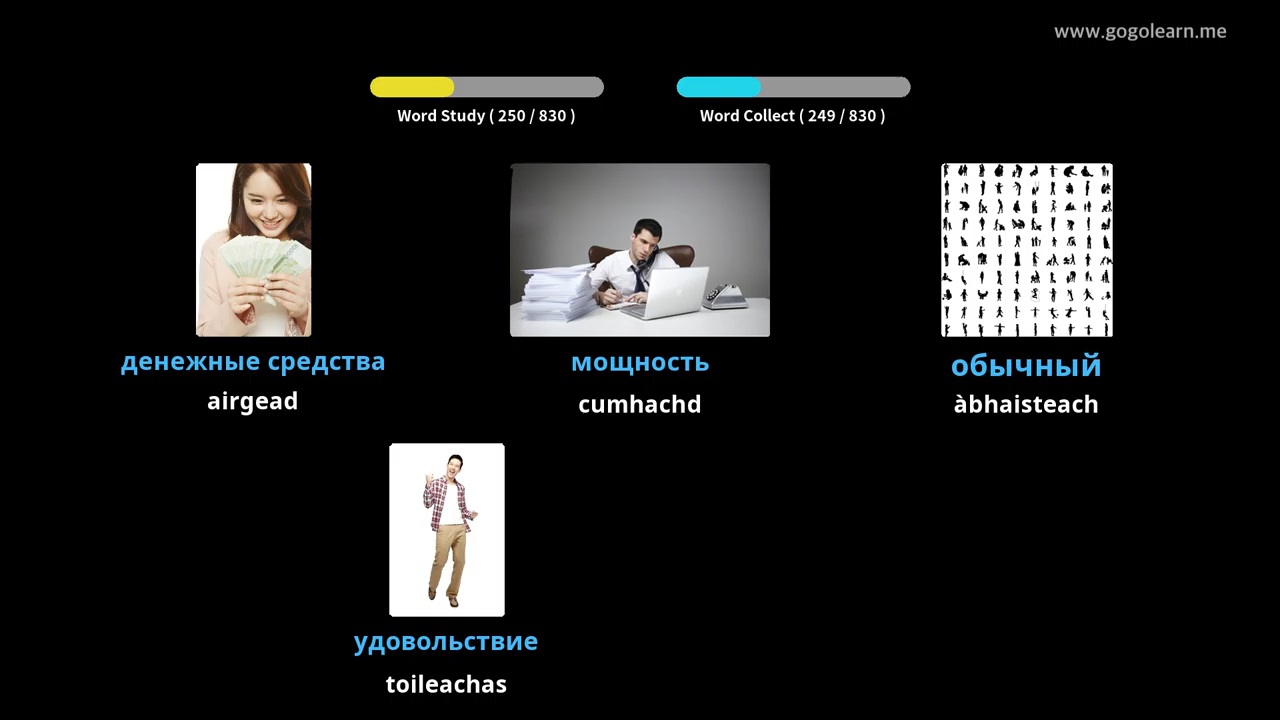 www.gogolearn.me
Word Study ( 250 / 830 )
Word Collect ( 249 / 830 )
денежные средства
airgead
мощность
cumhachd
обычный
àbhaisteach
удовольствие
toileachas